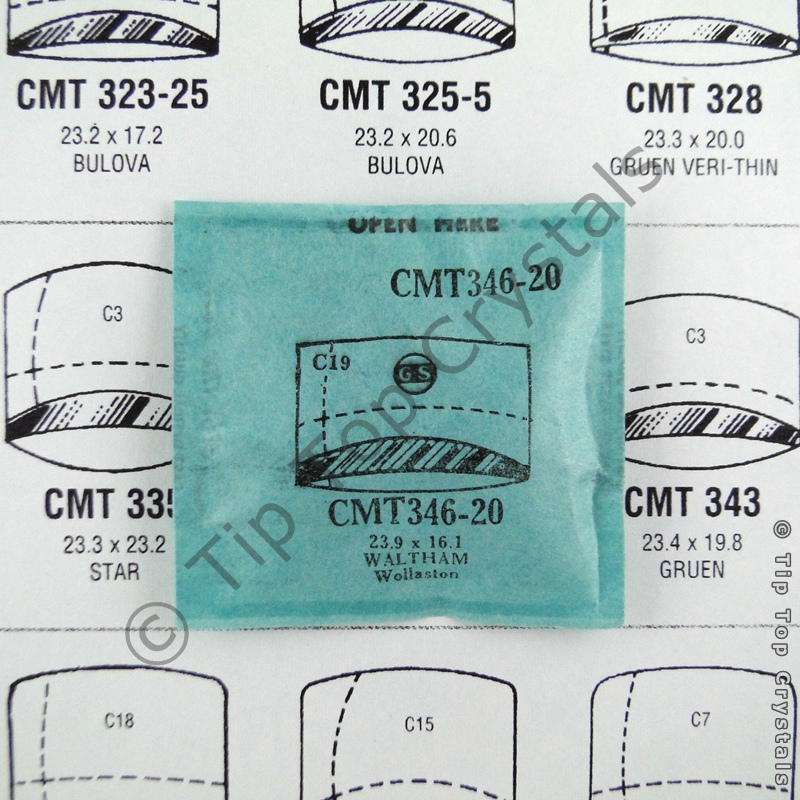 CMT 323-25
23.2 x 17.2
BULOVA
CMT 325-5
23.2 x 20.6
BULOVA
CMT 328
23.3 x 20.0
GRUEN VERI-THIN
OPEN HERE
CMT346-20
C19
GS
CMT346-20
23.9 x 16.1
WALTHAM
Wollaston
C3
CMT 335
23.3 x 23.2
STAR
C3
CMT 343
23.4 x 19.8
GRUEN
C18
C15
C7
© Tip Top Crystals
© Tip Top Crystals